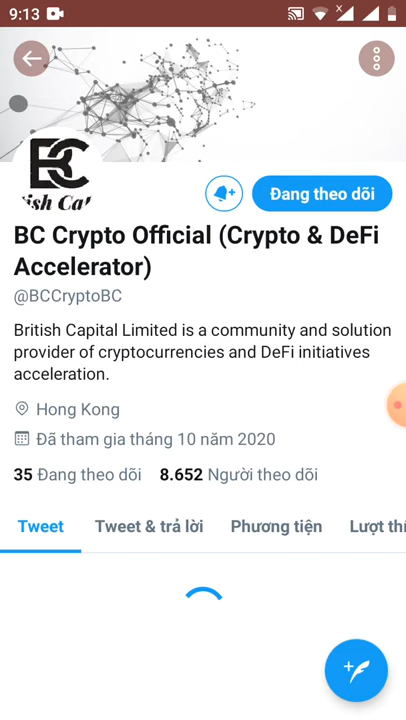 9:13
BC
ish Ca
Đang theo dõi
BC Crypto Official (Crypto & DeFi
Accelerator)
@BCCryptoBC
British Capital Limited is a community and solution
provider of cryptocurrencies and DeFi initiatives
acceleration.
Hong Kong
Đã tham gia tháng 10 năm 2020
35 Đang theo dõi 8.652 Người theo dõi
Tweet Tweet & trả lời Phương tiện Lượt thí